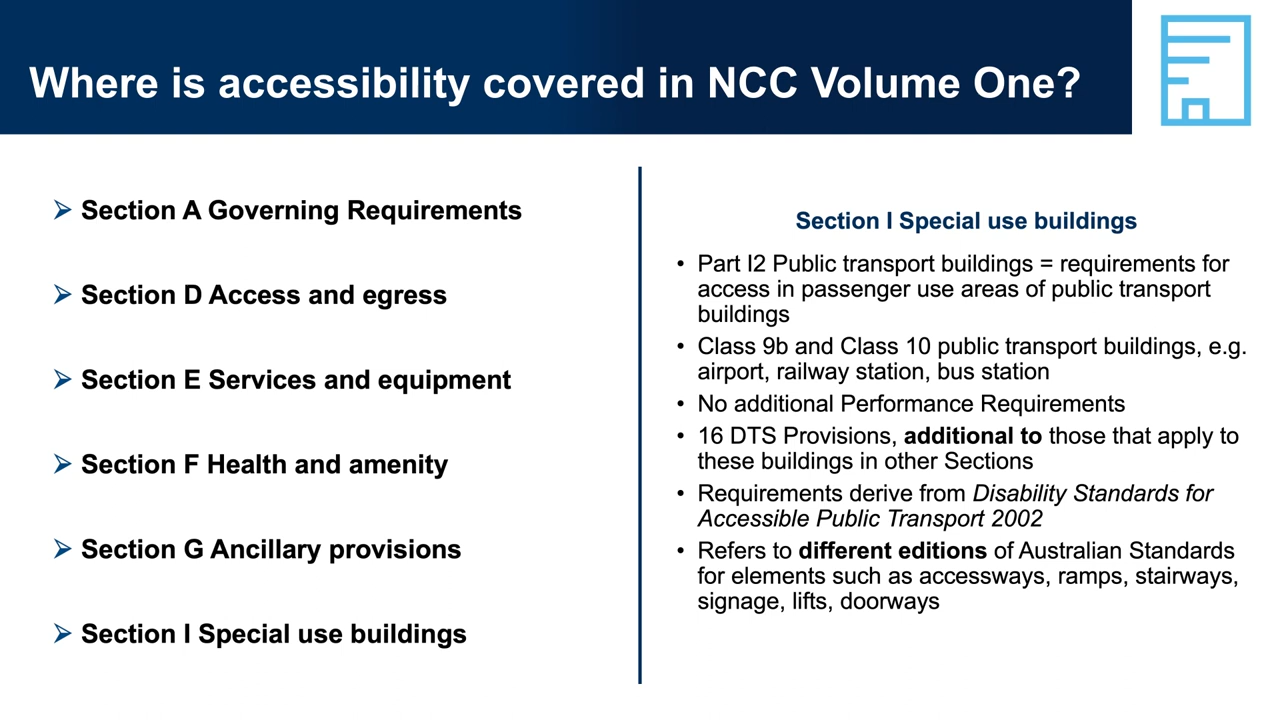 Where is accessibility covered in NCC Volume One?
➢ Section A Governing Requirements
➢ Section D Access and egress
➢ Section E Services and equipment
➢ Section F Health and amenity
➢ Section G Ancillary provisions
➢ Section I Special use buildings
Section I Special use buildings
• Part I2 Public transport buildings = requirements for
access in passenger use areas of public transport
buildings
• Class 9b and Class 10 public transport buildings, e.g.
airport, railway station, bus station
• No additional Performance Requirements
• 16 DTS Provisions, additional to those that apply to
these buildings in other Sections
• Requirements derive from Disability Standards for
Accessible Public Transport 2002
• Refers to different editions of Australian Standards
for elements such as accessways, ramps, stairways,
signage, lifts, doorways